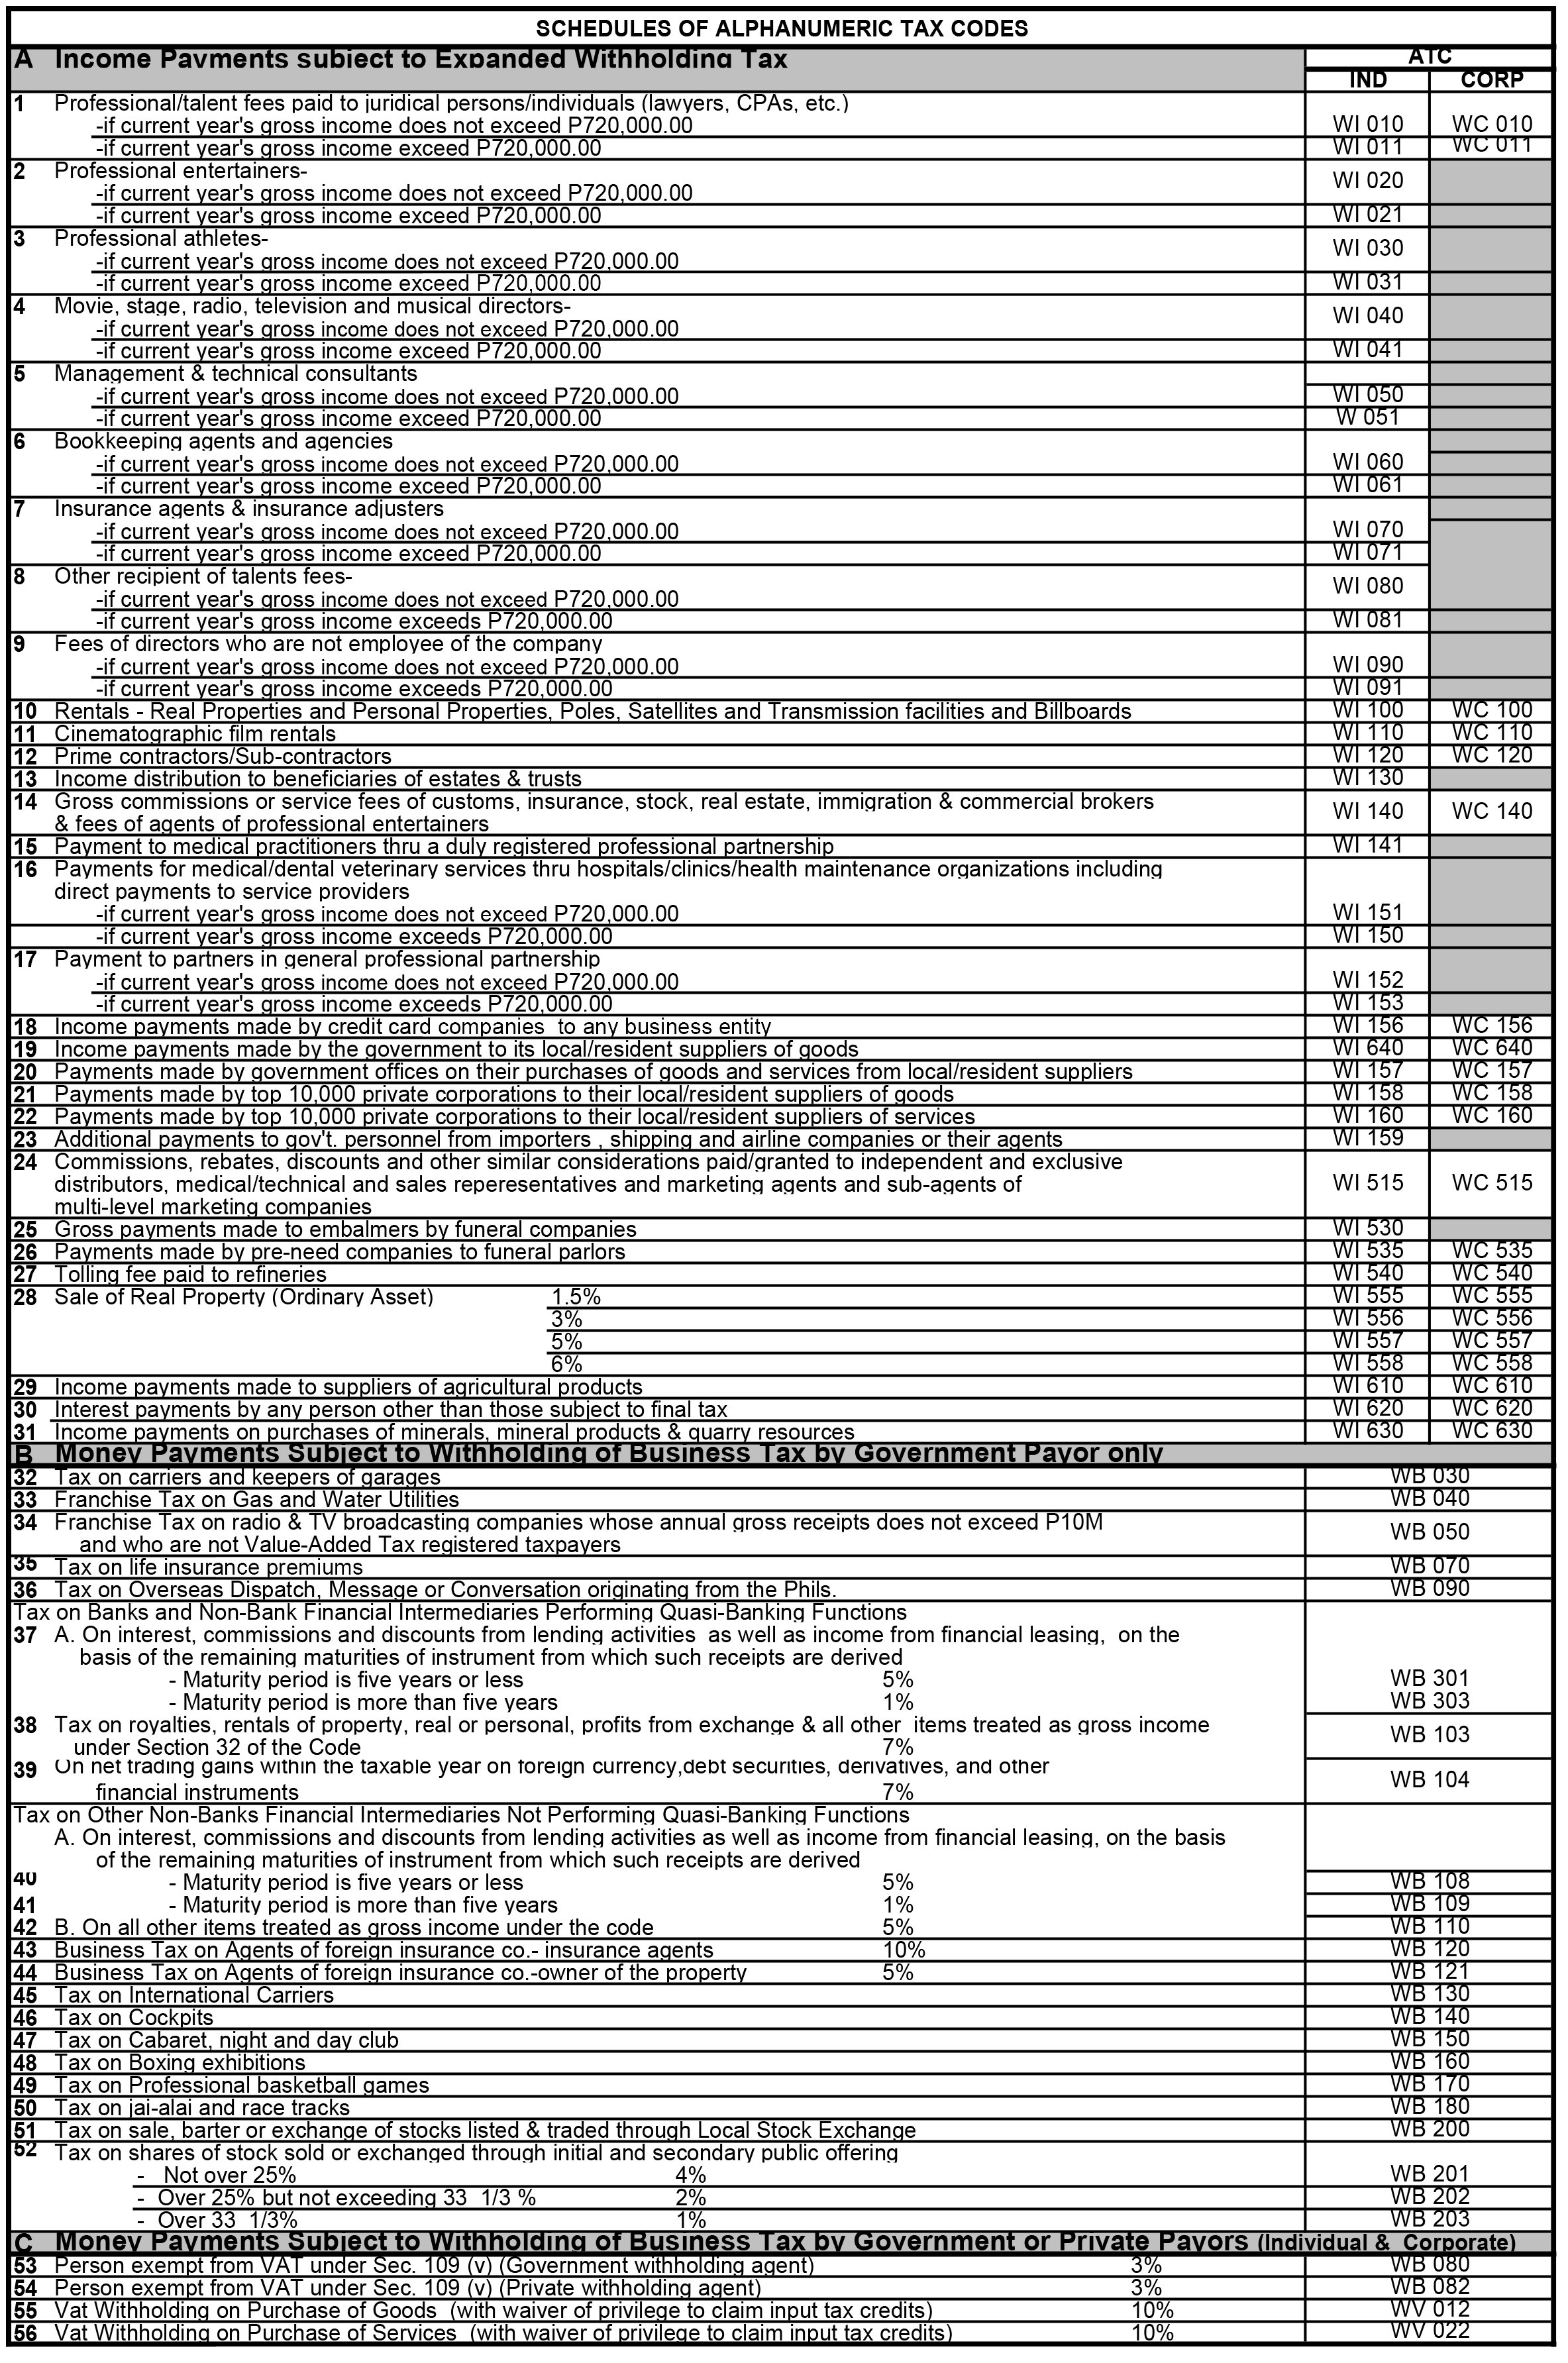 SCHEDULES OF ALPHANUMERIC TAX CODES
A Income Payments subject to Expanded Withholding Tax ATC
IND CORP
1 Professional/talent fees paid to juridical persons/individuals (lawyers, CPAs, etc.)
-if current year's gross income does not exceed P720,000.00 WI 010 WC 010
-if current year's gross income exceed P720,000.00 WI 011 WC 011
2 Professional entertainers-
-if current year's gross income does not exceed P720,000.00 WI 020
-if current year's gross income exceed P720,000.00 WI 021
3 Professional athletes-
-if current year's gross income does not exceed P720,000.00 WI 030
-if current year's gross income exceed P720,000.00 WI 031
4 Movie, stage, radio, television and musical directors-
-if current year's gross income does not exceed P720,000.00 WI 040
-if current year's gross income exceed P720,000.00 WI 041
5 Management & technical consultants
-if current year's gross income does not exceed P720,000.00 WI 050
-if current year's gross income exceed P720,000.00 W 051
6 Bookkeeping agents and agencies
-if current year's gross income does not exceed P720,000.00 WI 060
-if current year's gross income exceed P720,000.00 WI 061
7 Insurance agents & insurance adjusters
-if current year's gross income does not exceed P720,000.00 WI 070
-if current year's gross income exceed P720,000.00 WI 071
8 Other recipient of talents fees-
-if current year's gross income does not exceed P720,000.00 WI 080
-if current year's gross income exceeds P720,000.00 WI 081
9 Fees of directors who are not employee of the company
-if current year's gross income does not exceed P720,000.00 WI 090
-if current year's gross income exceeds P720,000.00 WI 091
10 Rentals - Real Properties and Personal Properties, Poles, Satellites and Transmission facilities and Billboards WI 100 WC 100
11 Cinematographic film rentals WI 110 WC 110
12 Prime contractors/Sub-contractors WI 120 WC 120
13 Income distribution to beneficiaries of estates & trusts WI 130
14 Gross commissions or service fees of customs, insurance, stock, real estate, immigration & commercial brokers
& fees of agents of professional entertainers WI 140 WC 140
15 Payment to medical practitioners thru a duly registered professional partnership WI 141
16 Payments for medical/dental veterinary services thru hospitals/clinics/health maintenance organizations including
direct payments to service providers
-if current year's gross income does not exceed P720,000.00 WI 151
-if current year's gross income exceeds P720,000.00 WI 150
17 Payment to partners in general professional partnership
-if current year's gross income does not exceed P720,000.00 WI 152
-if current year's gross income exceeds P720,000.00 WI 153
18 Income payments made by credit card companies to any business entity WI 156 WC 156
19 Income payments made by the government to its local/resident suppliers of goods WI 640 WC 640
20 Payments made by government offices on their purchases of goods and services from local/resident suppliers WI 157 WC 157
21 Payments made by top 10,000 private corporations to their local/resident suppliers of goods WI 158 WC 158
22 Payments made by top 10,000 private corporations to their local/resident suppliers of services WI 160 WC 160
23 Additional payments to gov't. personnel from importers , shipping and airline companies or their agents WI 159
24 Commissions, rebates, discounts and other similar considerations paid/granted to independent and exclusive
distributors, medical/technical and sales reperesentatives and marketing agents and sub-agents of WI 515 WC 515
multi-level marketing companies
25 Gross payments made to embalmers by funeral companies WI 530
26 Payments made by pre-need companies to funeral parlors WI 535 WC 535
27 Tolling fee paid to refineries WI 540 WC 540
28 Sale of Real Property (Ordinary Asset) 1.5% WI 555 WC 555
3% WI 556 WC 556
5% WI 557 WC 557
6% WI 558 WC 558
29 Income payments made to suppliers of agricultural products WI 610 WC 610
30 Interest payments by any person other than those subject to final tax WI 620 WC 620
31 Income payments on purchases of minerals, mineral products & quarry resources WI 630 WC 630
B Money Payments Subject to Withholding of Business Tax by Government Payor only
32 Tax on carriers and keepers of garages WB 030
33 Franchise Tax on Gas and Water Utilities WB 040
34 Franchise Tax on radio & TV broadcasting companies whose annual gross receipts does not exceed P10M
and who are not Value-Added Tax registered taxpayers WB 050
35 Tax on life insurance premiums WB 070
36 Tax on Overseas Dispatch, Message or Conversation originating from the Phils. WB 090
Tax on Banks and Non-Bank Financial Intermediaries Performing Quasi-Banking Functions
37 A. On interest, commissions and discounts from lending activities as well as income from financial leasing, on the
basis of the remaining maturities of instrument from which such receipts are derived
- Maturity period is five years or less 5% WB 301
- Maturity period is more than five years 1% WB 303
38 Tax on royalties, rentals of property, real or personal, profits from exchange & all other items treated as gross income
under Section 32 of the Code 7% WB 103
39 On net trading gains within the taxable year on foreign currency,debt securities, derivatives, and other
financial instruments 7% WB 104
Tax on Other Non-Banks Financial Intermediaries Not Performing Quasi-Banking Functions
A. On interest, commissions and discounts from lending activities as well as income from financial leasing, on the basis
of the remaining maturities of instrument from which such receipts are derived
40 - Maturity period is five years or less 5% WB 108
41 - Maturity period is more than five years 1% WB 109
42 B. On all other items treated as gross income under the code 5% WB 110
43 Business Tax on Agents of foreign insurance co.- insurance agents 10% WB 120
44 Business Tax on Agents of foreign insurance co.-owner of the property 5% WB 121
45 Tax on International Carriers WB 130
46 Tax on Cockpits WB 140
47 Tax on Cabaret, night and day club WB 150
48 Tax on Boxing exhibitions WB 160
49 Tax on Professional basketball games WB 170
50 Tax on jai-alai and race tracks WB 180
51 Tax on sale, barter or exchange of stocks listed & traded through Local Stock Exchange WB 200
52 Tax on shares of stock sold or exchanged through initial and secondary public offering
- Not over 25% 4% WB 201
- Over 25% but not exceeding 33 1/3 % 2% WB 202
- Over 33 1/3% 1% WB 203
C Money Payments Subject to Withholding of Business Tax by Government or Private Payors (Individual & Corporate)
53 Person exempt from VAT under Sec. 109 (v) (Government withholding agent) 3% WB 080
54 Person exempt from VAT under Sec. 109 (v) (Private withholding agent) 3% WB 082
55 Vat Withholding on Purchase of Goods (with waiver of privilege to claim input tax credits) 10% WV 012
56 Vat Withholding on Purchase of Services (with waiver of privilege to claim input tax credits) 10% WV 022